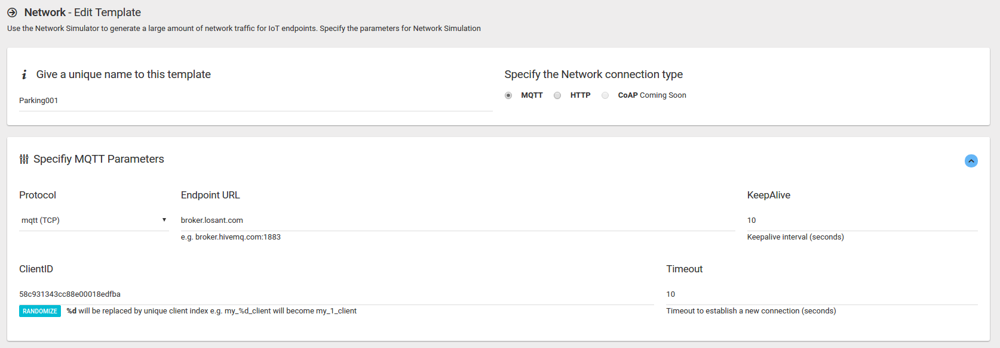 Network - Edit Template
Use the Network Simulator to generate a large amount of network traffic for IoT endpoints. Specify the parameters for Network Simulation
Give a unique name to this template
Parking001
Specify the Network connection type
MQTT HTTP CoAP Coming Soon
Specifiy MQTT Parameters
Protocol
mqtt (TCP)
Endpoint URL
broker.losant.com
e.g. broker.hivemq.com:1883
KeepAlive
10
Keepalive interval (seconds)
ClientID
58c931343cc88e00018edfba
RANDOMIZE %d will be replaced by unique client index e.g. my_%d_client will become my_1_client
Timeout
10
Timeout to establish a new connection (seconds)